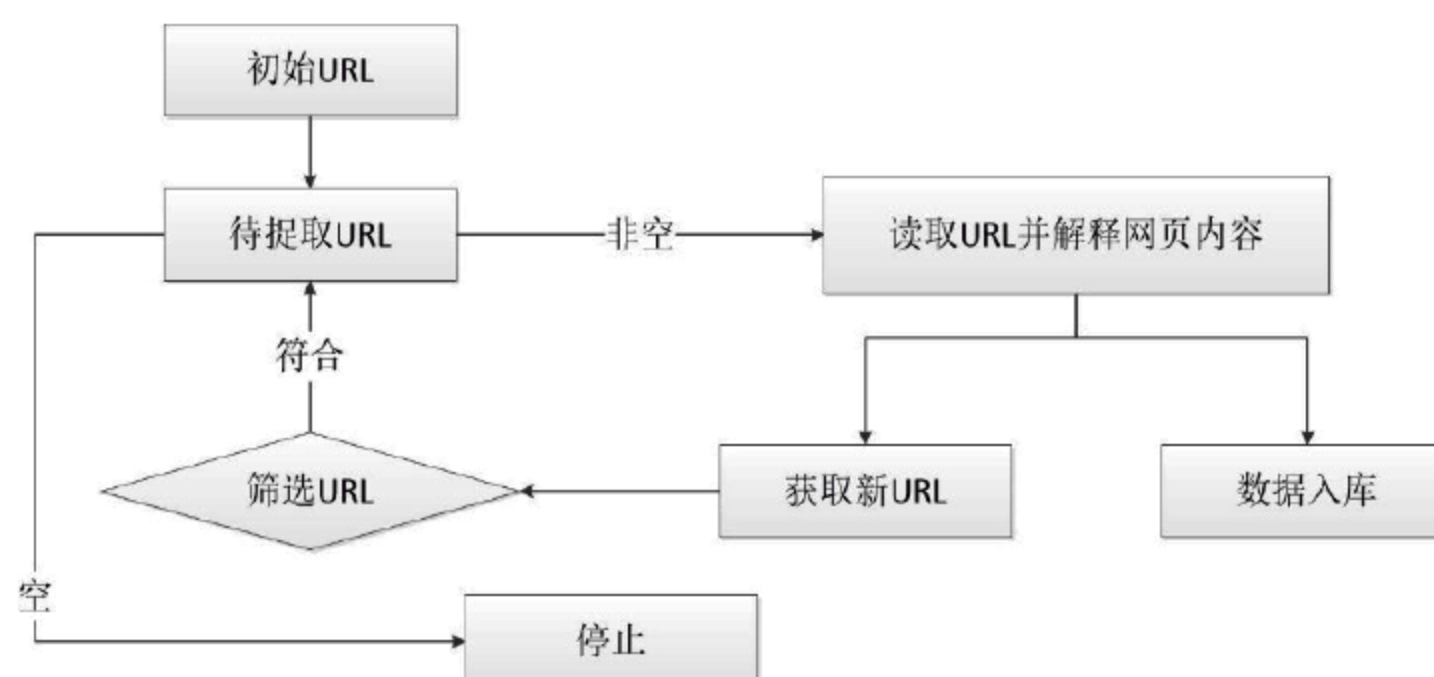 初始URL
待捉取URL
非空
读取URL并解释网页内容
符合
筛选URL
获取新URL
数据入库
空
停止